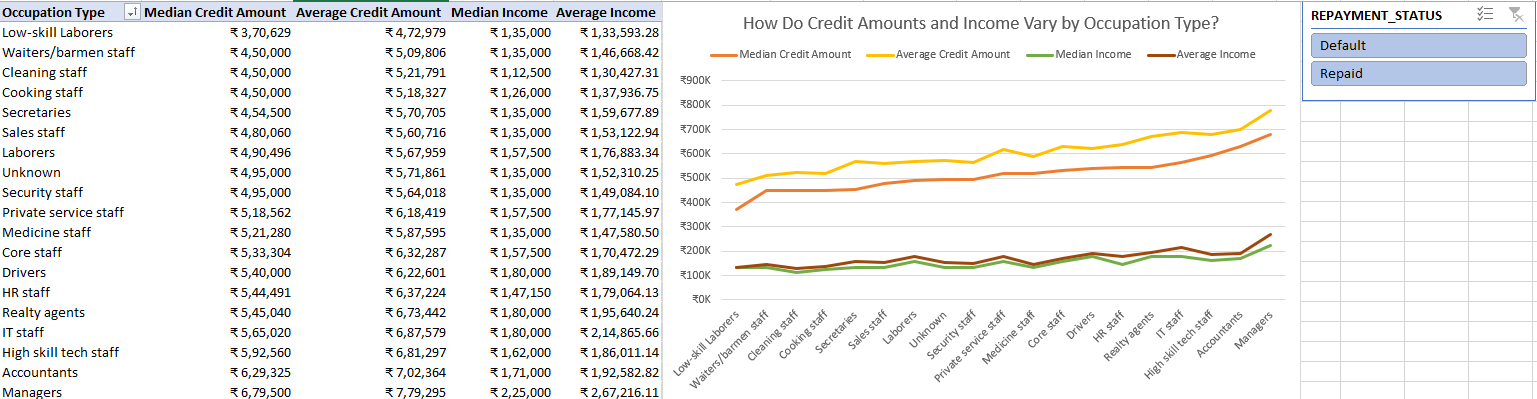 Occupation Type Median Credit Amount Average Credit Amount Median Income Average Income
Low-skill Laborers ₹ 3,70,629 ₹ 4,72,979 ₹ 1,35,000 ₹ 1,33,593.28
Waiters/barmen staff ₹ 4,50,000 ₹ 5,09,806 ₹ 1,35,000 ₹ 1,46,668.42
Cleaning staff ₹ 4,50,000 ₹ 5,21,791 ₹ 1,12,500 ₹ 1,30,427.31
Cooking staff ₹ 4,50,000 ₹ 5,18,327 ₹ 1,26,000 ₹ 1,37,936.75
Secretaries ₹ 4,54,500 ₹ 5,70,705 ₹ 1,35,000 ₹ 1,59,677.89
Sales staff ₹ 4,80,060 ₹ 5,60,716 ₹ 1,35,000 ₹ 1,53,122.94
Laborers ₹ 4,90,496 ₹ 5,67,959 ₹ 1,57,500 ₹ 1,76,883.34
Unknown ₹ 4,95,000 ₹ 5,71,861 ₹ 1,35,000 ₹ 1,52,310.25
Security staff ₹ 4,95,000 ₹ 5,64,018 ₹ 1,35,000 ₹ 1,49,084.10
Private service staff ₹ 5,18,562 ₹ 6,18,419 ₹ 1,57,500 ₹ 1,77,145.97
Medicine staff ₹ 5,21,280 ₹ 5,87,595 ₹ 1,35,000 ₹ 1,47,580.50
Core staff ₹ 5,33,304 ₹ 6,32,287 ₹ 1,57,500 ₹ 1,70,472.29
Drivers ₹ 5,40,000 ₹ 6,22,601 ₹ 1,80,000 ₹ 1,89,149.70
HR staff ₹ 5,44,491 ₹ 6,37,224 ₹ 1,47,150 ₹ 1,79,064.13
Realty agents ₹ 5,45,040 ₹ 6,73,442 ₹ 1,80,000 ₹ 1,95,640.24
IT staff ₹ 5,65,020 ₹ 6,87,579 ₹ 1,80,000 ₹ 2,14,865.66
High skill tech staff ₹ 5,92,560 ₹ 6,81,297 ₹ 1,62,000 ₹ 1,86,011.14
Accountants ₹ 6,29,325 ₹ 7,02,364 ₹ 1,71,000 ₹ 1,92,582.82
Managers ₹ 6,79,500 ₹ 7,79,295 ₹ 2,25,000 ₹ 2,67,216.11
How Do Credit Amounts and Income Vary by Occupation Type?
Median Credit Amount Average Credit Amount Median Income Average Income
₹900K
₹800K
₹700K
₹600K
₹500K
₹400K
₹300K
₹200K
₹100K
₹0K
Low-skill Laborers
Waiters/barmen staff
Cleaning staff
Cooking staff
Secretaries
Sales staff
Laborers
Unknown
Security staff
Private service staff
Medicine staff
Core staff
Drivers
HR staff
Realty agents
IT staff
High skill tech staff
Accountants
Managers
REPAYMENT_STATUS
Default
Repaid